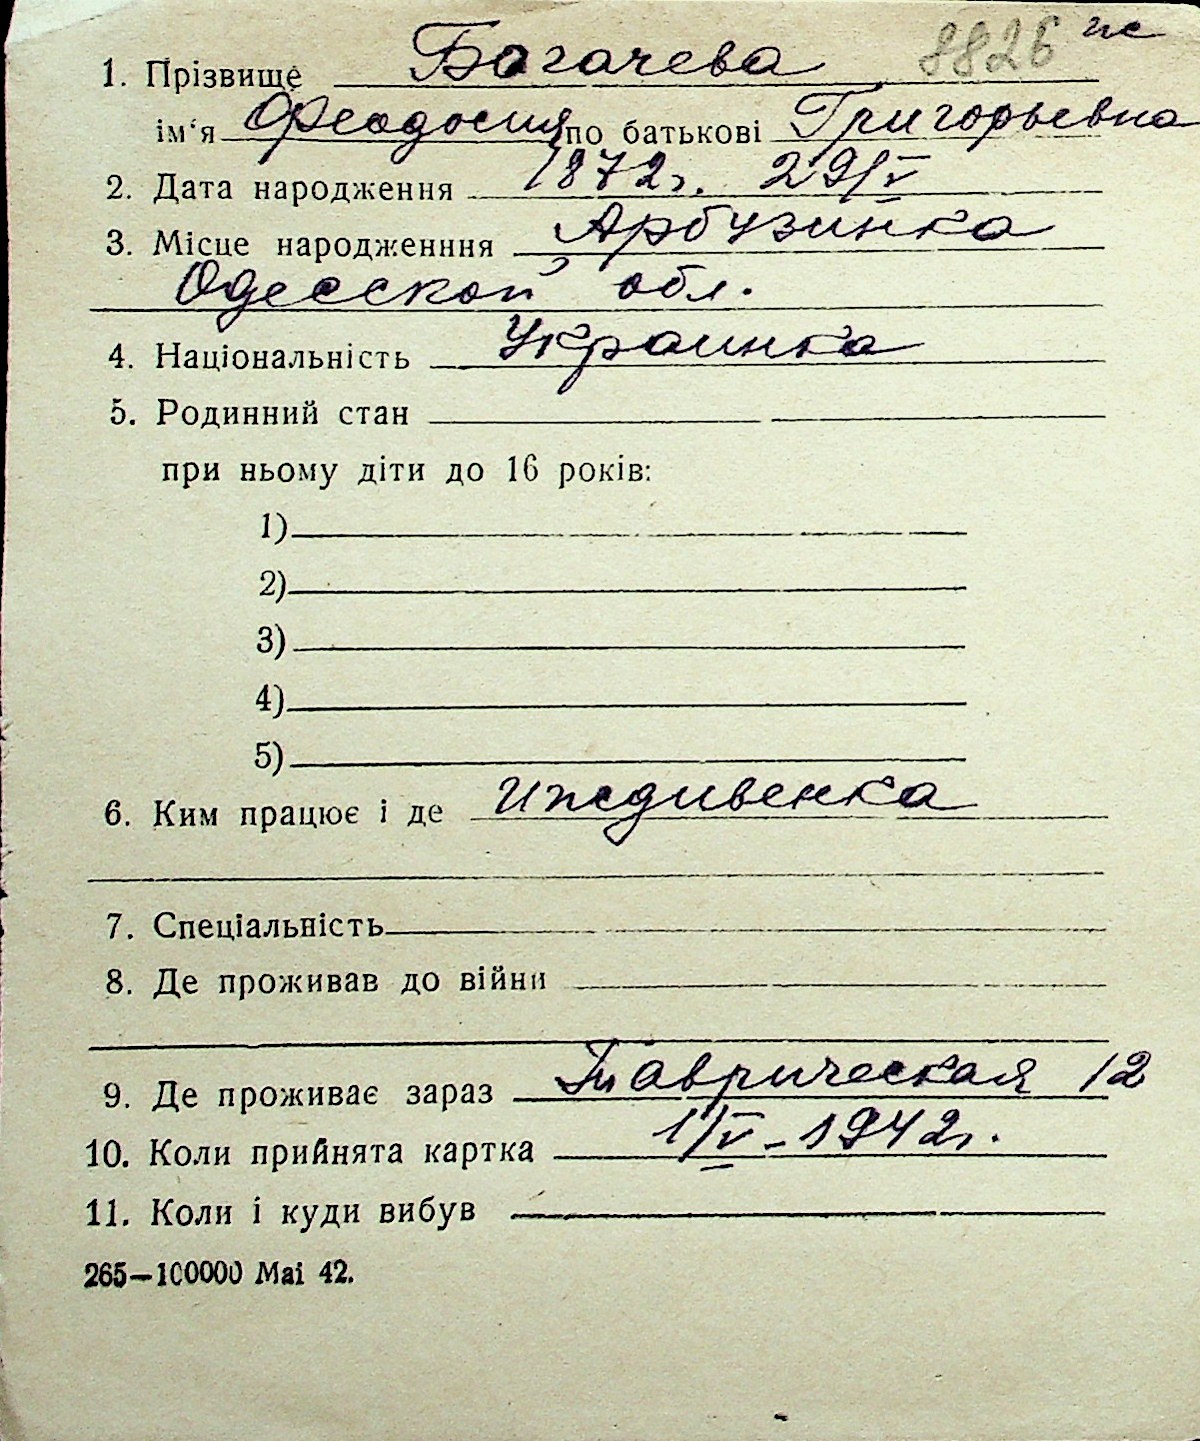 8826 пс
1. Прізвище Богачева
ім'я Феодосия по батькові Григорьевна
2. Дата народження 1872г. 29/V
3. Місце народженння Арбузинка
Одесской обл.
4. Національність Украинка
5. Родинний стан
при ньому діти до 16 років:
1)
2)
3)
4)
5)
6. Ким працює і де иждивенка
7. Спеціальність
8. Де проживав до війни
9. Де проживає зараз Таврическая 12
10. Коли прийнята картка 1/V-1942г.
11. Коли і куди вибув
265—100000 Mai 42.